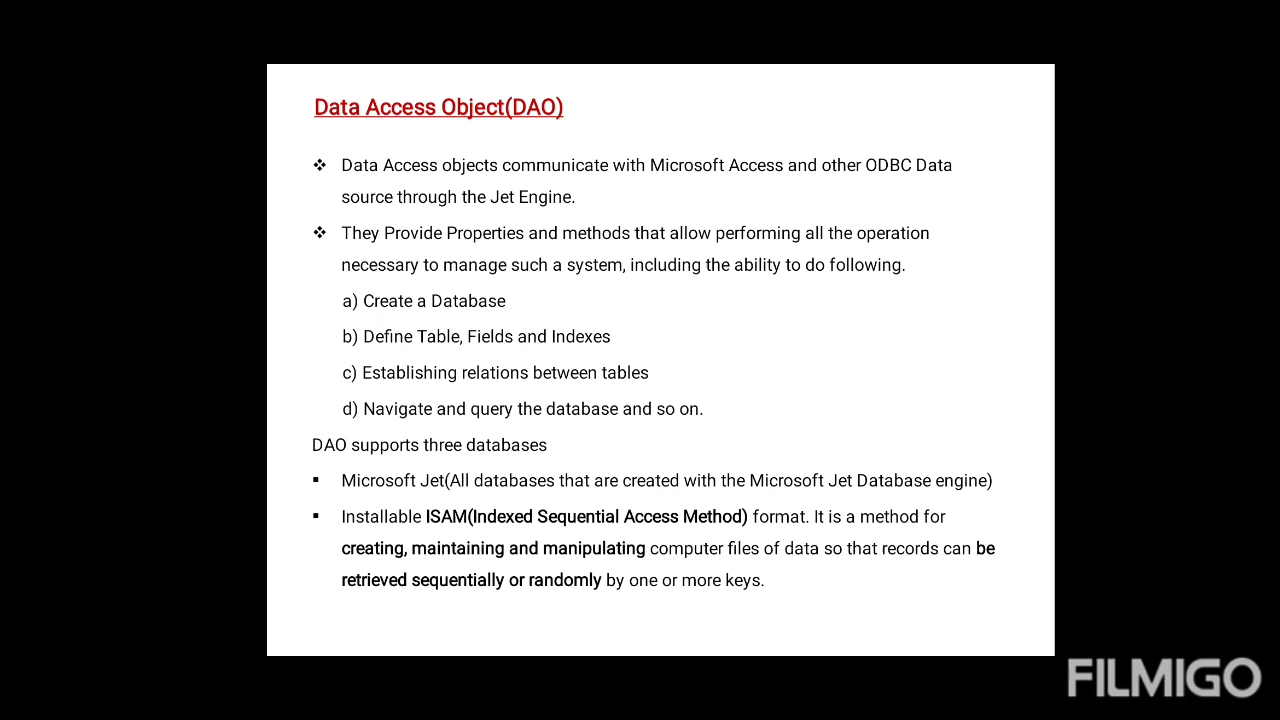 Data Access Object(DAO)
❖ Data Access objects communicate with Microsoft Access and other ODBC Data
source through the Jet Engine.
❖ They Provide Properties and methods that allow performing all the operation
necessary to manage such a system, including the ability to do following.
a) Create a Database
b) Define Table, Fields and Indexes
c) Establishing relations between tables
d) Navigate and query the database and so on.
DAO supports three databases
▪ Microsoft Jet(All databases that are created with the Microsoft Jet Database engine)
▪ Installable ISAM(Indexed Sequential Access Method) format. It is a method for
creating, maintaining and manipulating computer files of data so that records can be
retrieved sequentially or randomly by one or more keys.
FILMIGO